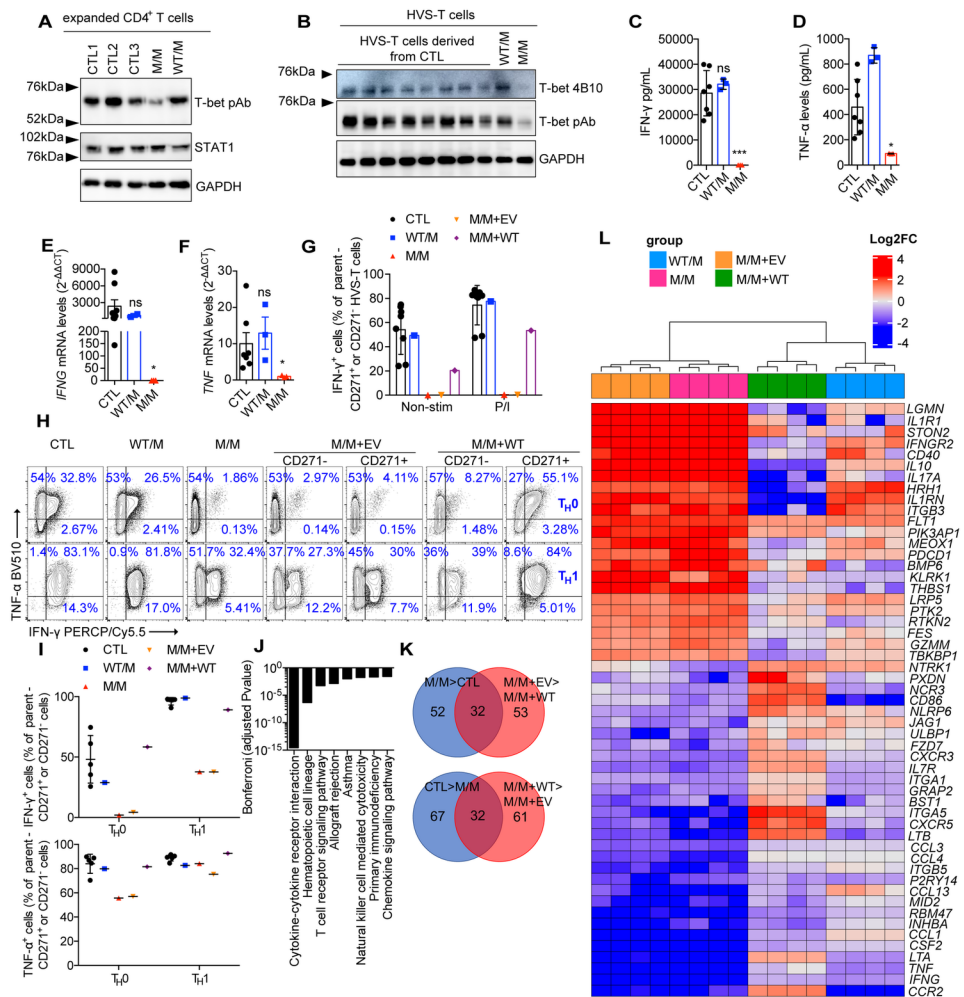 A
expanded CD4+ T cells
CTL1
CTL2
CTL3
M/M
WT/M
76kDa
T-bet pAb
52kDa
102kDa
76kDa
STAT1
GAPDH
B
HVS-T cells
HVS-T cells derived
from CTL
WT/M
M/M
76kDa
T-bet 4B10
76kDa
T-bet pAb
GAPDH
C
IFN-γ pg/mL
40000
30000
20000
10000
0
ns
***
CTL
WT/M
M/M
D
TNF-α levels (pg/mL)
1000
800
600
400
200
0
*
CTL
WT/M
M/M
E
IFNG mRNA levels (2-ΔΔCT)
9000
6000
3000
200
150
100
50
0
ns
*
CTL
WT/M
M/M
F
TNF mRNA levels (2-ΔΔCT)
30
20
10
0
ns
*
CTL
WT/M
M/M
G
CTL
WT/M
M/M
M/M+EV
M/M+WT
IFN-γ+ cells (% of parent -
CD271+ or CD271- HVS-T cells)
100
80
60
40
20
0
Non-stim
P/I
H
CTL
WT/M
M/M
M/M+EV
M/M+WT
CD271-
CD271+
CD271-
CD271+
54% 32.8%
53% 26.5%
54% 1.86%
53% 2.97%
53% 4.11%
57% 8.27%
27% 55.1%
TH0
2.67%
2.41%
0.13%
0.14%
0.15%
1.48%
3.28%
1.4% 83.1%
0.9% 81.8%
51.7% 32.4%
37.7% 27.3%
45% 30%
36% 39%
8.6% 84%
TH1
14.3%
17.0%
5.41%
12.2%
7.7%
11.9%
5.01%
TNF-α BV510
IFN-γ PERCP/Cy5.5
I
CTL
WT/M
M/M
M/M+EV
M/M+WT
IFN-γ+ cells (% of parent -
CD271+ or CD271- cells)
100
50
0
TH0
TH1
TNF-α+ cells (% of parent -
CD271+ or CD271- cells)
100
80
60
40
20
0
TH0
TH1
J
Bonferroni (adjusted Pvalue)
10-0
10-5
10-10
10-15
Cytokine-cytokine receptor interaction
Hematopoietic cell lineage
T cell receptor signaling pathway
Allograft rejection
Asthma
Natural killer cell mediated cytotoxicity
Primary immunodeficiency
Chemokine signaling pathway
K
M/M>CTL
M/M+EV>
M/M+WT
52
32
53
CTL>M/M
M/M+WT>
M/M+EV
67
32
61
L
group
WT/M
M/M
M/M+EV
M/M+WT
Log2FC
4
2
0
-2
-4
LGMN
IL1R1
STON2
IFNGR2
CD40
IL10
IL17A
HRH1
IL1RN
ITGB3
FLT1
PIK3AP1
MEOX1
PDCD1
BMP6
KLRK1
THBS1
LRP5
PTK2
RTKN2
FES
GZMM
TBKBP1
NTRK1
PXDN
NCR3
CD86
NLRP6
JAG1
ULBP1
FZD7
CXCR3
IL7R
ITGA1
GRAP2
BST1
ITGA5
CXCR5
LTB
CCL3
CCL4
ITGB5
P2RY14
CCL13
MID2
RBM47
INHBA
CCL1
CSF2
LTA
TNF
IFNG
CCR2